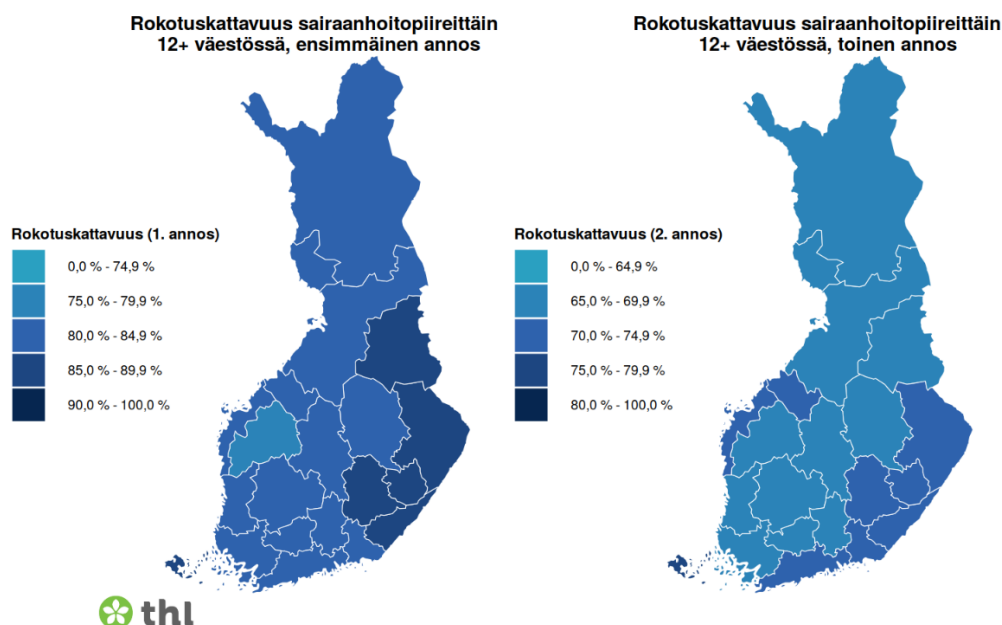 Rokotuskattavuus sairaanhoitopiireittäin
12+ väestössä, ensimmäinen annos
Rokotuskattavuus (1. annos)
0,0 % - 74,9 %
75,0 % - 79,9 %
80,0 % - 84,9 %
85,0 % - 89,9 %
90,0 % - 100,0 %
thl
Rokotuskattavuus sairaanhoitopiireittäin
12+ väestössä, toinen annos
Rokotuskattavuus (2. annos)
0,0 % - 64,9 %
65,0 % - 69,9 %
70,0 % - 74,9 %
75,0 % - 79,9 %
80,0 % - 100,0 %